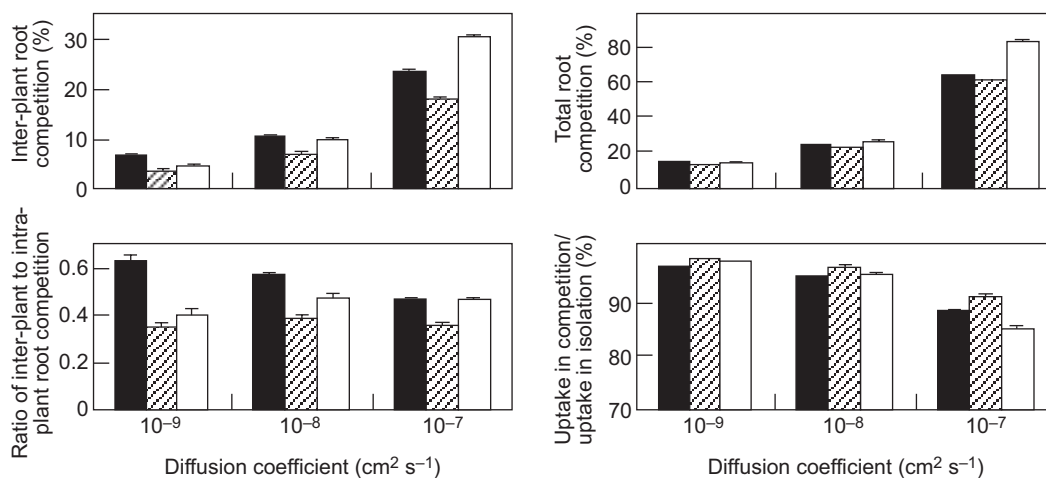 Inter-plant root
competition (%)
30
20
10
0
Total root
competition (%)
80
60
40
20
0
Ratio of inter-plant to intra-
plant root competition
0.6
0.4
0.2
0
10⁻⁹
10⁻⁸
10⁻⁷
Diffusion coefficient (cm² s⁻¹)
Uptake in competition/
uptake in isolation (%)
90
80
70
10⁻⁹
10⁻⁸
10⁻⁷
Diffusion coefficient (cm² s⁻¹)